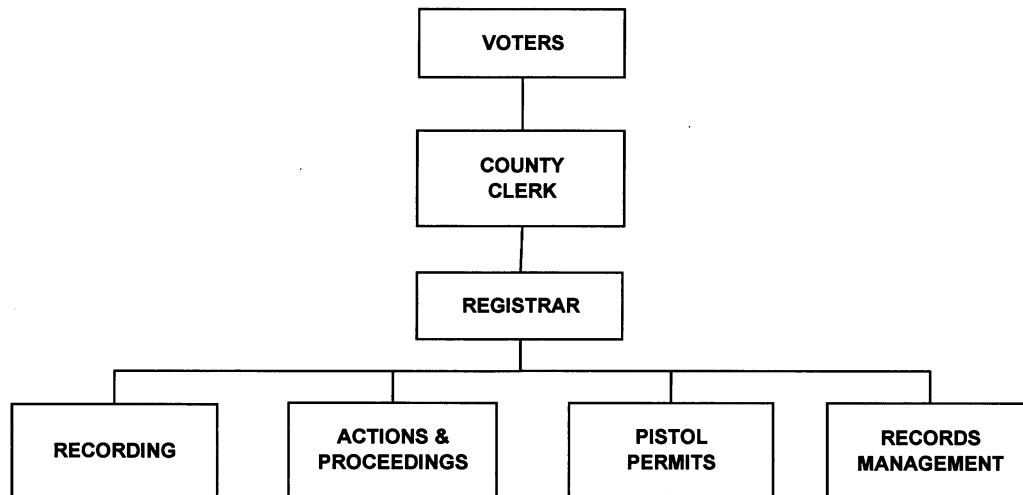 VOTERS
COUNTY
CLERK
REGISTRAR
RECORDING
ACTIONS &
PROCEEDINGS
PISTOL
PERMITS
RECORDS
MANAGEMENT